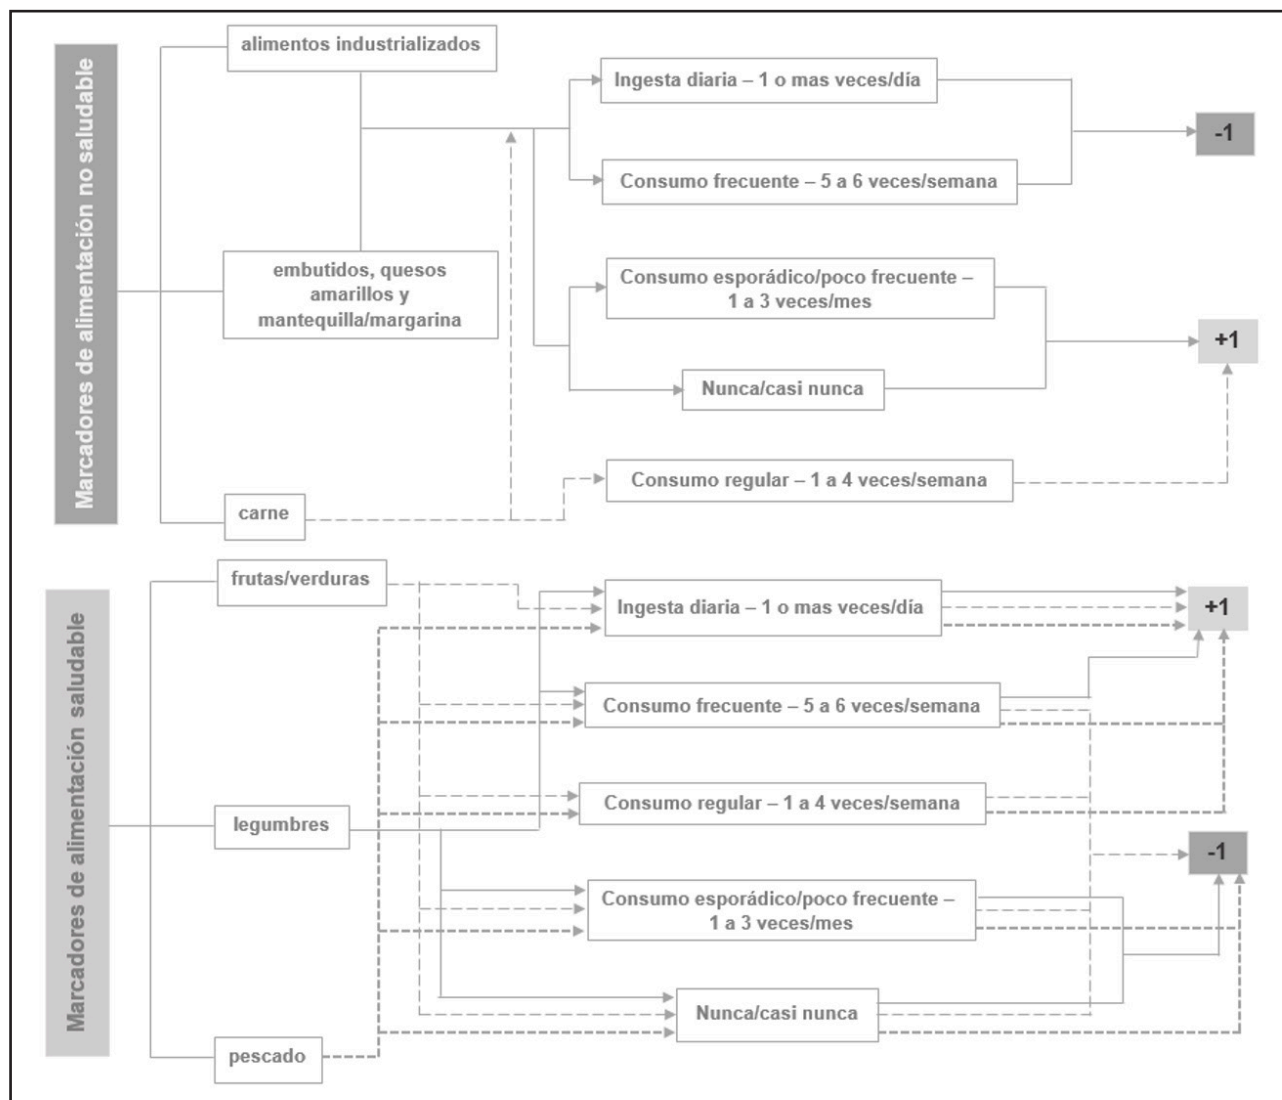 Marcadores de alimentación no saludable
alimentos industrializados
embutidos, quesos
amarillos y
mantequilla/margarina
carne
Ingesta diaria – 1 o mas veces/día
Consumo frecuente – 5 a 6 veces/semana
Consumo esporádico/poco frecuente –
1 a 3 veces/mes
Nunca/casi nunca
Consumo regular – 1 a 4 veces/semana
-1
+1
Marcadores de alimentación saludable
frutas/verduras
legumbres
pescado
Ingesta diaria – 1 o mas veces/día
Consumo frecuente – 5 a 6 veces/semana
Consumo regular – 1 a 4 veces/semana
Consumo esporádico/poco frecuente –
1 a 3 veces/mes
Nunca/casi nunca
+1
-1